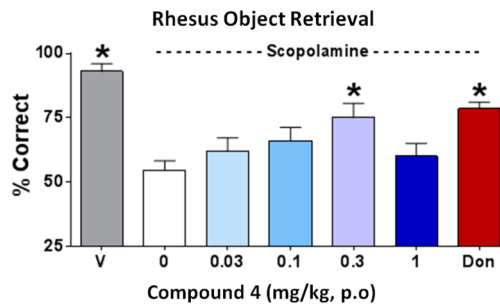 Rhesus Object Retrieval
Scopolamine
% Correct
100
75
50
25
* * *
V 0 0.03 0.1 0.3 1 Don
Compound 4 (mg/kg, p.o)